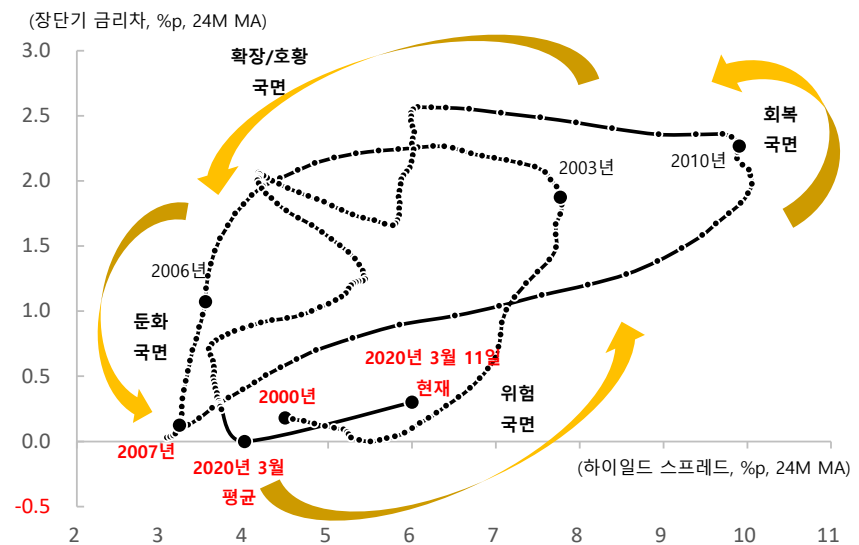 (장단기 금리차, %p, 24M MA)
3.0
2.5
2.0
1.5
1.0
0.5
0.0
-0.5
확장/호황
국면
회복
국면
2003년
2010년
2006년
둔화
국면
2020년 3월 11일
현재
2000년
위험
국면
2007년
2020년 3월
평균
(하이일드 스프레드, %p, 24M MA)
2 3 4 5 6 7 8 9 10 11